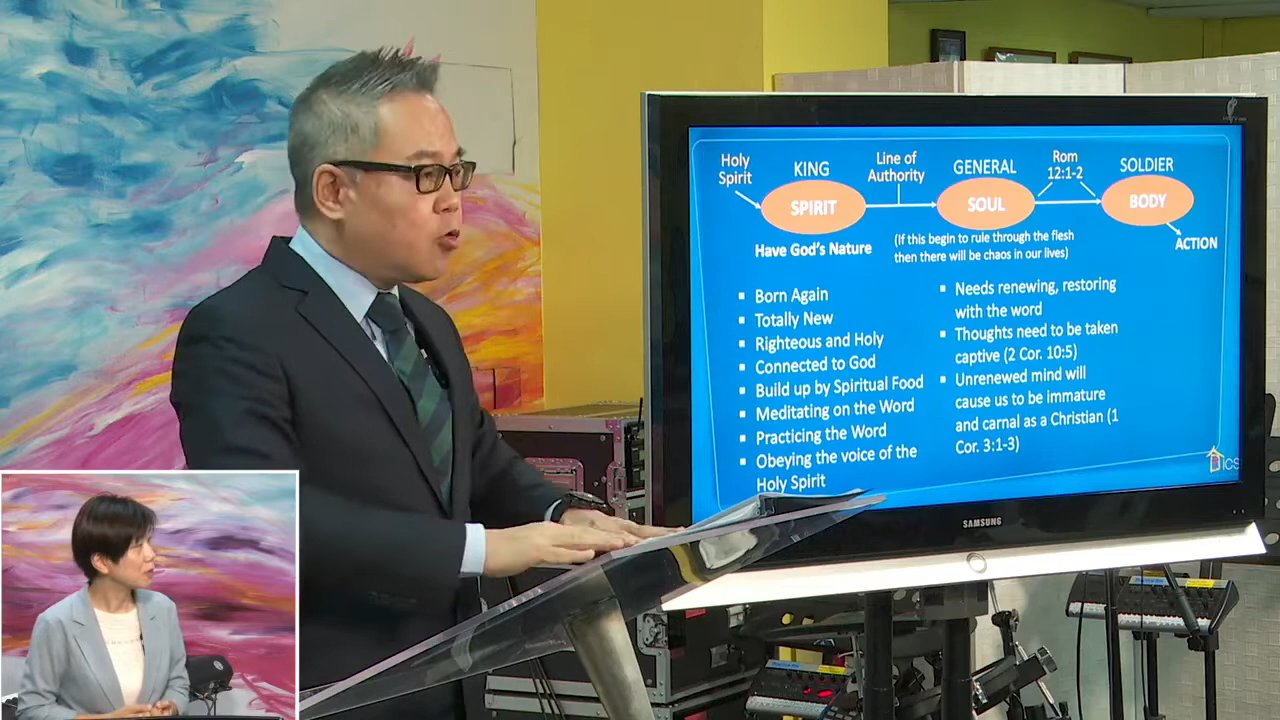 Holy
Spirit
KING
SPIRIT
Have God's Nature
Line of
Authority
GENERAL
SOUL
(If this begin to rule through the flesh
then there will be chaos in our lives)
Rom
12:1-2
SOLDIER
BODY
ACTION
▪ Born Again
▪ Totally New
▪ Righteous and Holy
▪ Connected to God
▪ Build up by Spiritual Food
▪ Meditating on the Word
▪ Practicing the Word
▪ Obeying the voice of the
Holy Spirit
▪ Needs renewing, restoring
with the word
▪ Thoughts need to be taken
captive (2 Cor. 10:5)
▪ Unrenewed mind will
cause us to be immature
and carnal as a Christian (1
Cor. 3:1-3)
ICS
SAMSUNG